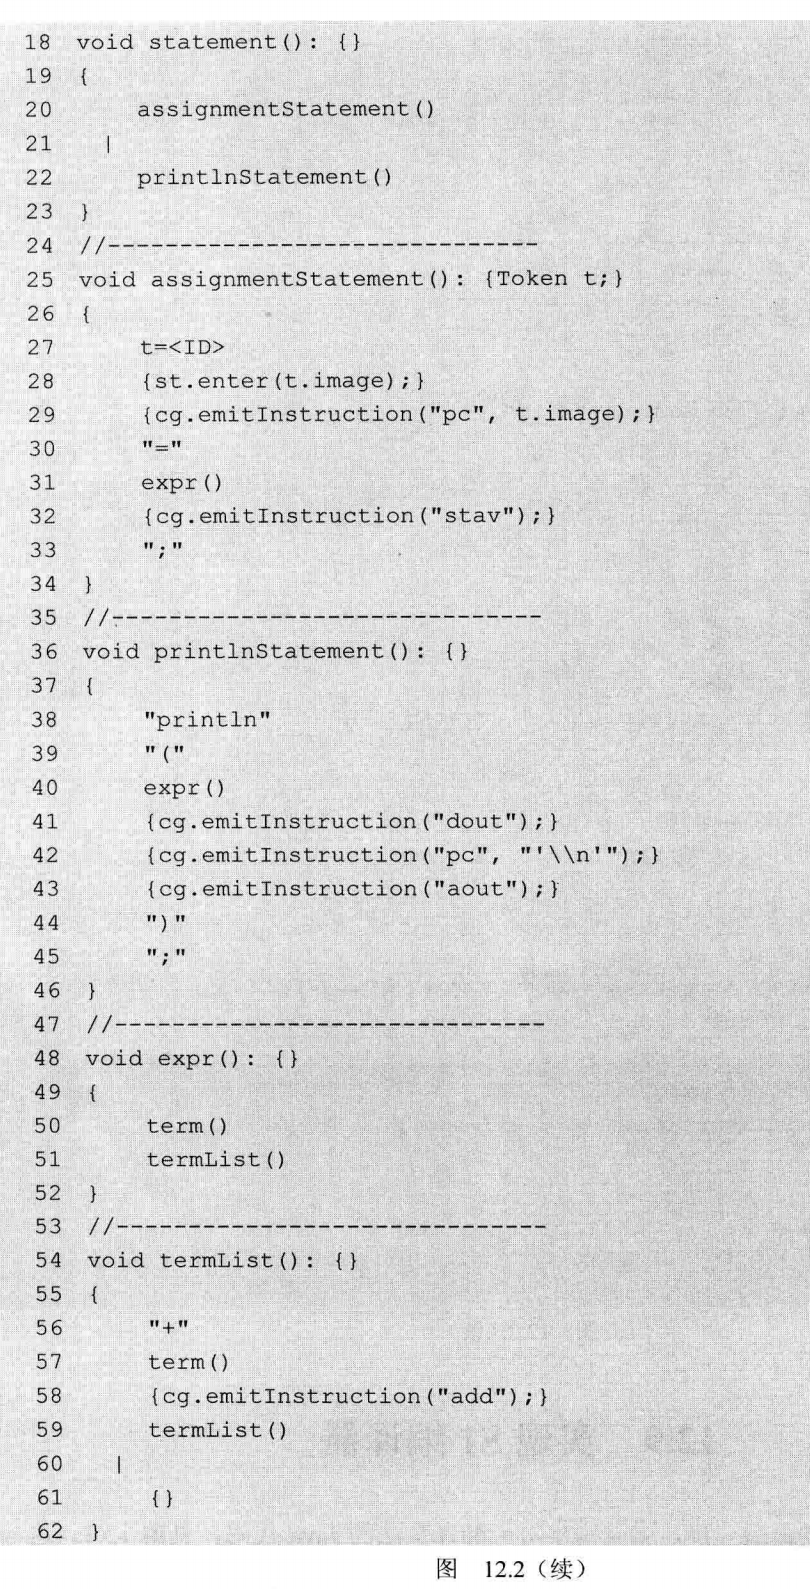 18 void statement(): {}
19 {
20     assignmentStatement()
21   |
22     printlnStatement()
23 }
24 //------------------------------
25 void assignmentStatement(): {Token t;}
26 {
27     t=<ID>
28     {st.enter(t.image);}
29     {cg.emitInstruction("pc", t.image);}
30     "="
31     expr()
32     {cg.emitInstruction("stav");}
33     ";"
34 }
35 //------------------------------
36 void printlnStatement(): {}
37 {
38     "println"
39     "("
40     expr()
41     {cg.emitInstruction("dout");}
42     {cg.emitInstruction("pc", "'\\n'");}
43     {cg.emitInstruction("aout");}
44     ")"
45     ";"
46 }
47 //------------------------------
48 void expr(): {}
49 {
50     term()
51     termList()
52 }
53 //------------------------------
54 void termList(): {}
55 {
56     "+"
57     term()
58     {cg.emitInstruction("add");}
59     termList()
60   |
61     {}
62 }
图 12.2（续）